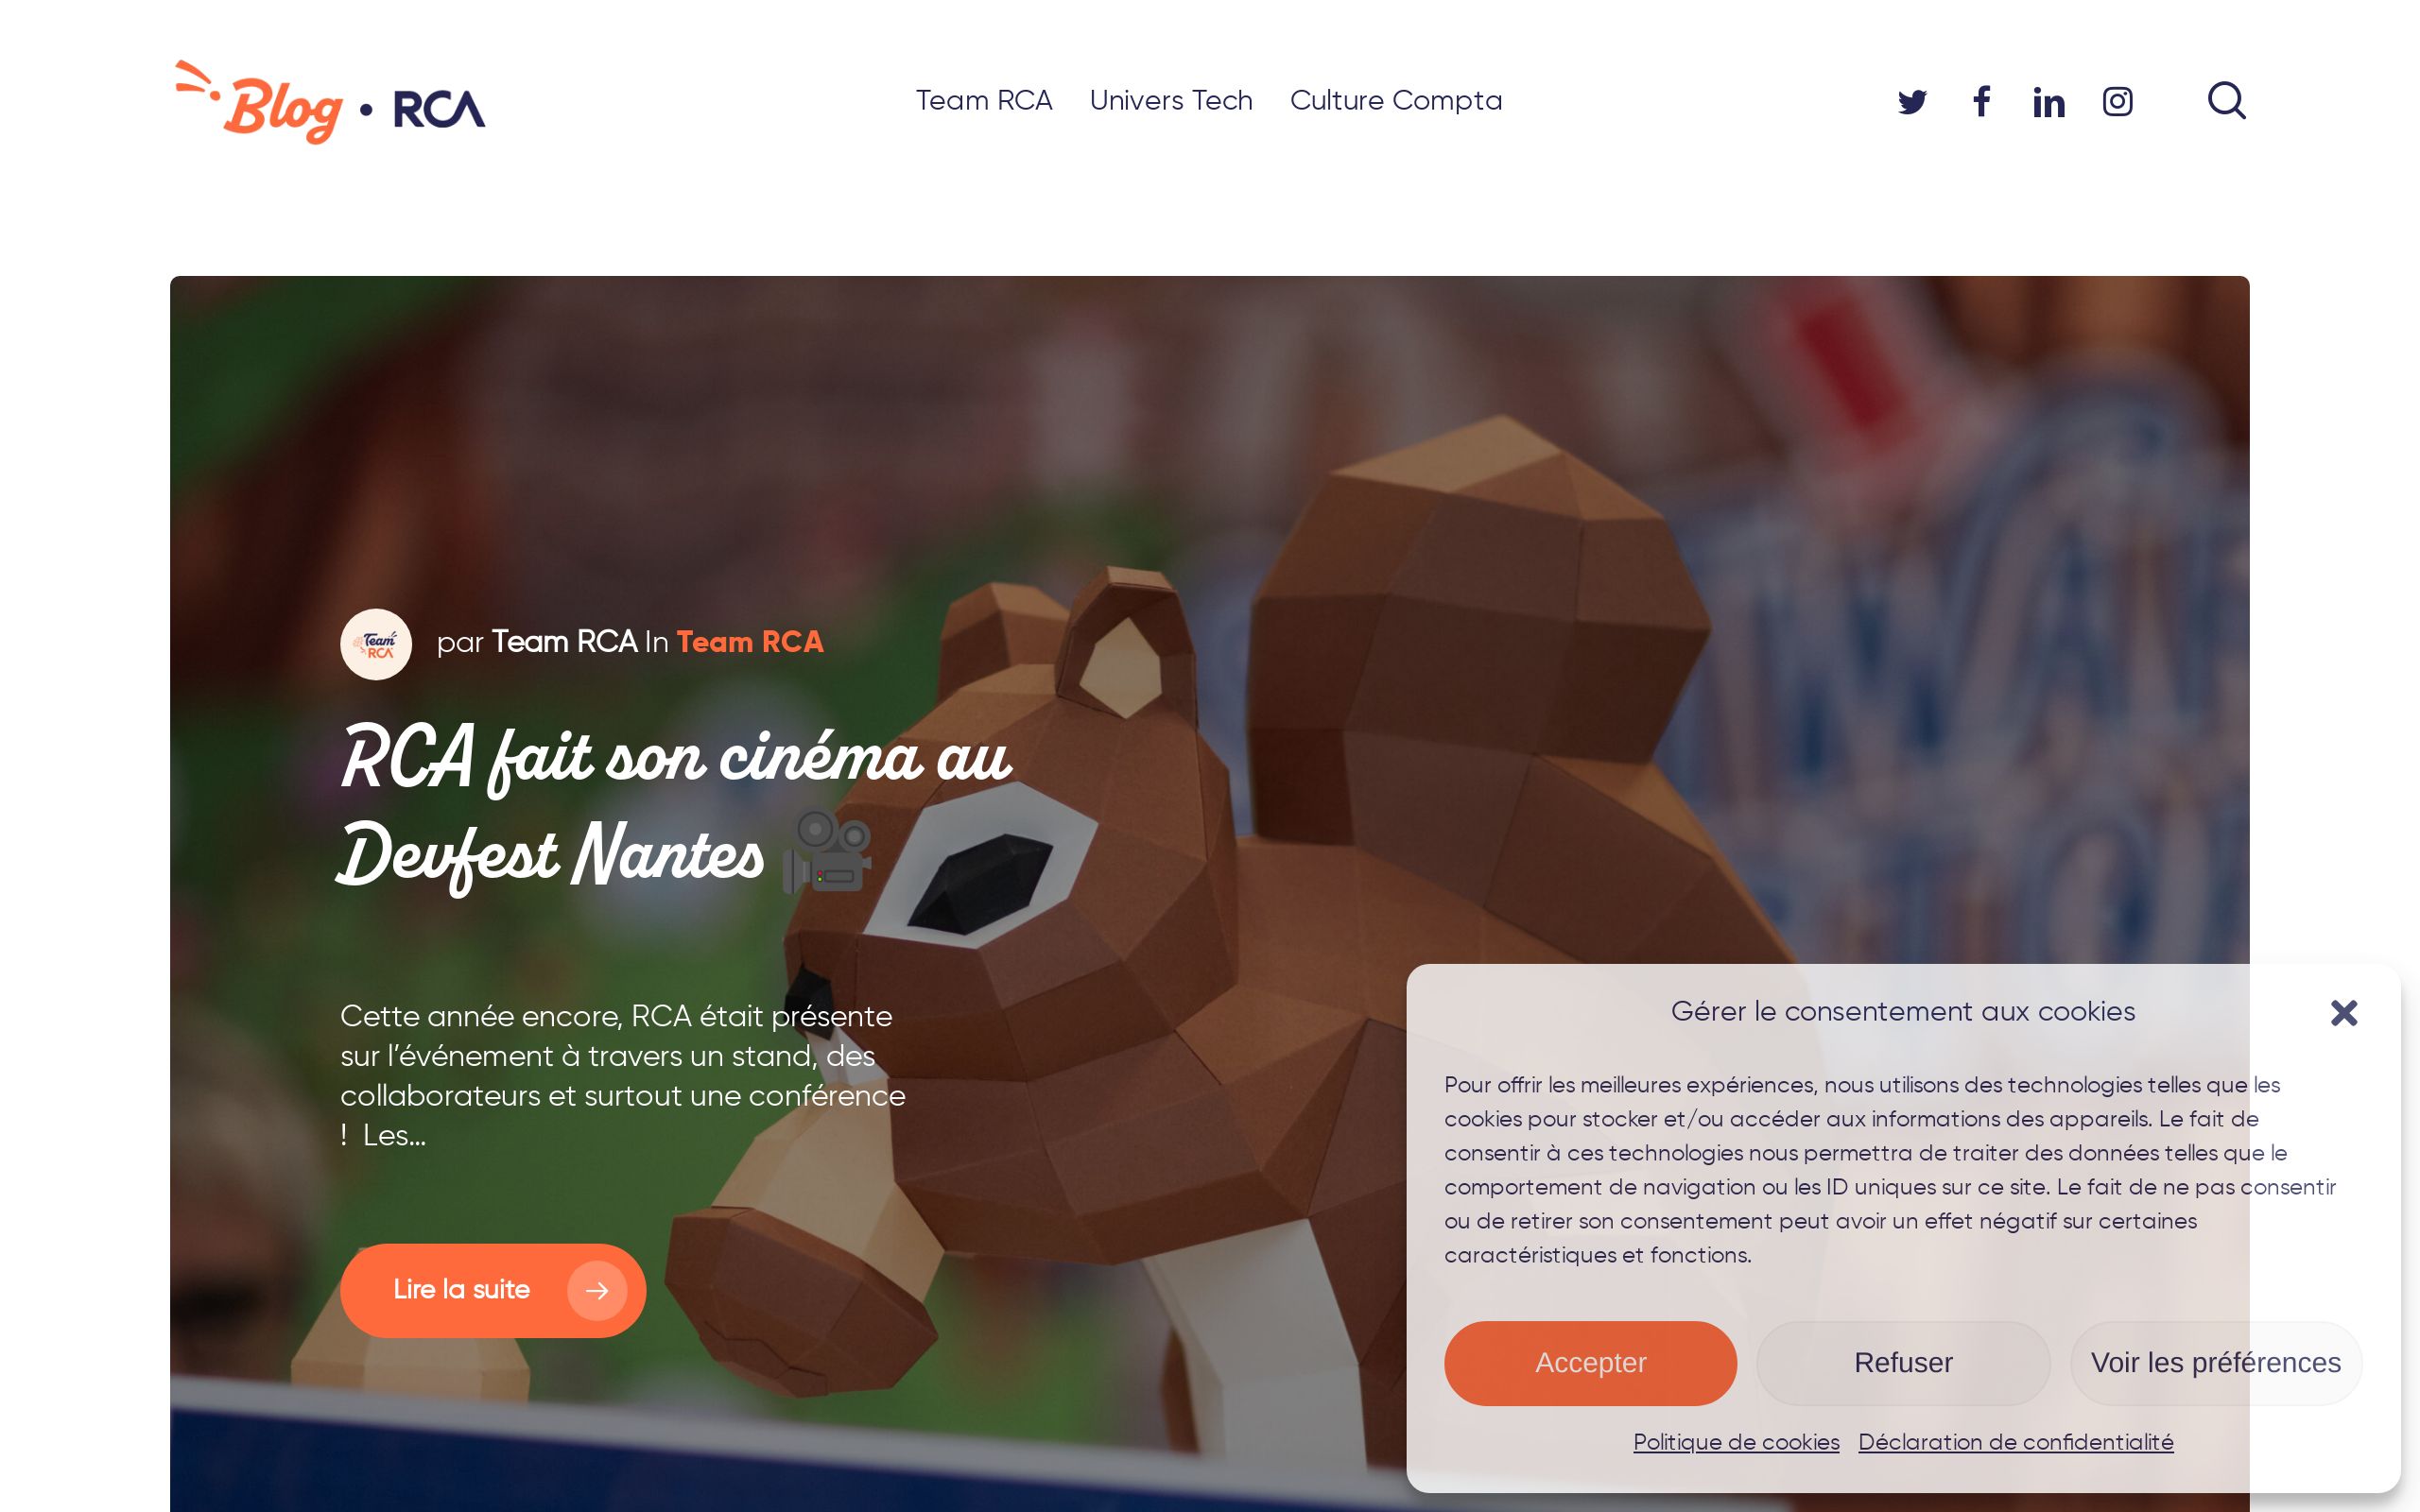 Blog • RCA
Team RCA Univers Tech Culture Compta
Team RCA
par Team RCA In Team RCA
RCA fait son cinéma au
Devfest Nantes 🎥
Cette année encore, RCA était présente
sur l’événement à travers un stand, des
collaborateurs et surtout une conférence
! Les...
Lire la suite
Gérer le consentement aux cookies
Pour offrir les meilleures expériences, nous utilisons des technologies telles que les
cookies pour stocker et/ou accéder aux informations des appareils. Le fait de
consentir à ces technologies nous permettra de traiter des données telles que le
comportement de navigation ou les ID uniques sur ce site. Le fait de ne pas consentir
ou de retirer son consentement peut avoir un effet négatif sur certaines
caractéristiques et fonctions.
Accepter Refuser Voir les préférences
Politique de cookies Déclaration de confidentialité